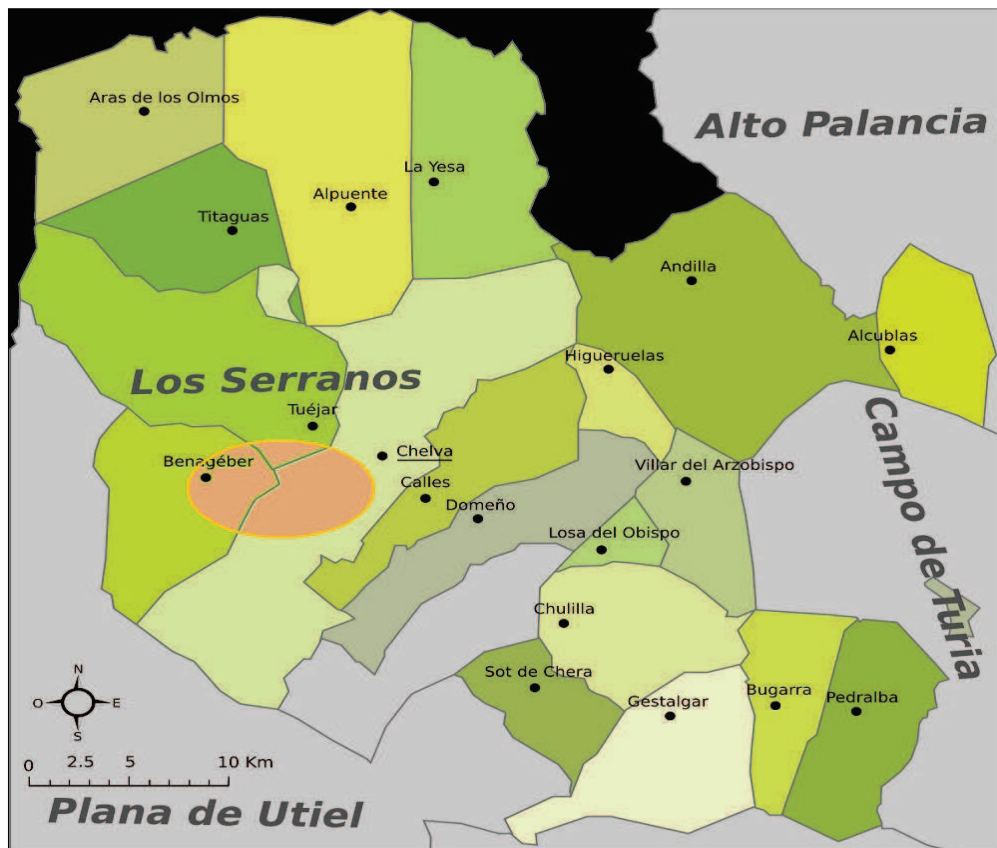 Aras de los Olmos
Alto Palancia
La Yesa
Alpuente
Titaguas
Andilla
Alcublas
Higueruelas
Los Serranos
Tuéjar
Campo de Turia
Chelva
Benagéber
Villar del Arzobispo
Calles
Domeño
Losa del Obispo
Chulilla
Sot de Chera
Gestalgar
Bugarra
Pedralba
N
O
E
S
0 2.5 5 10 Km
Plana de Utiel